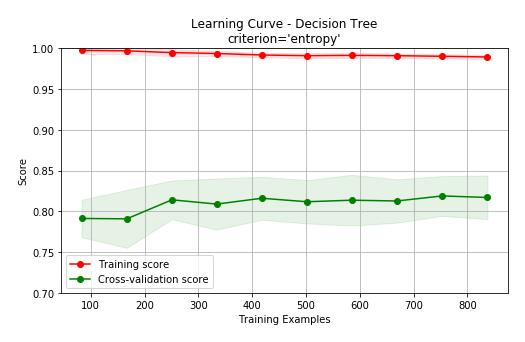 Learning Curve - Decision Tree
criterion='entropy'
1.00
0.95
0.90
0.85
0.80
0.75
0.70
Score
Training score
Cross-validation score
100 200 300 400 500 600 700 800
Training Examples